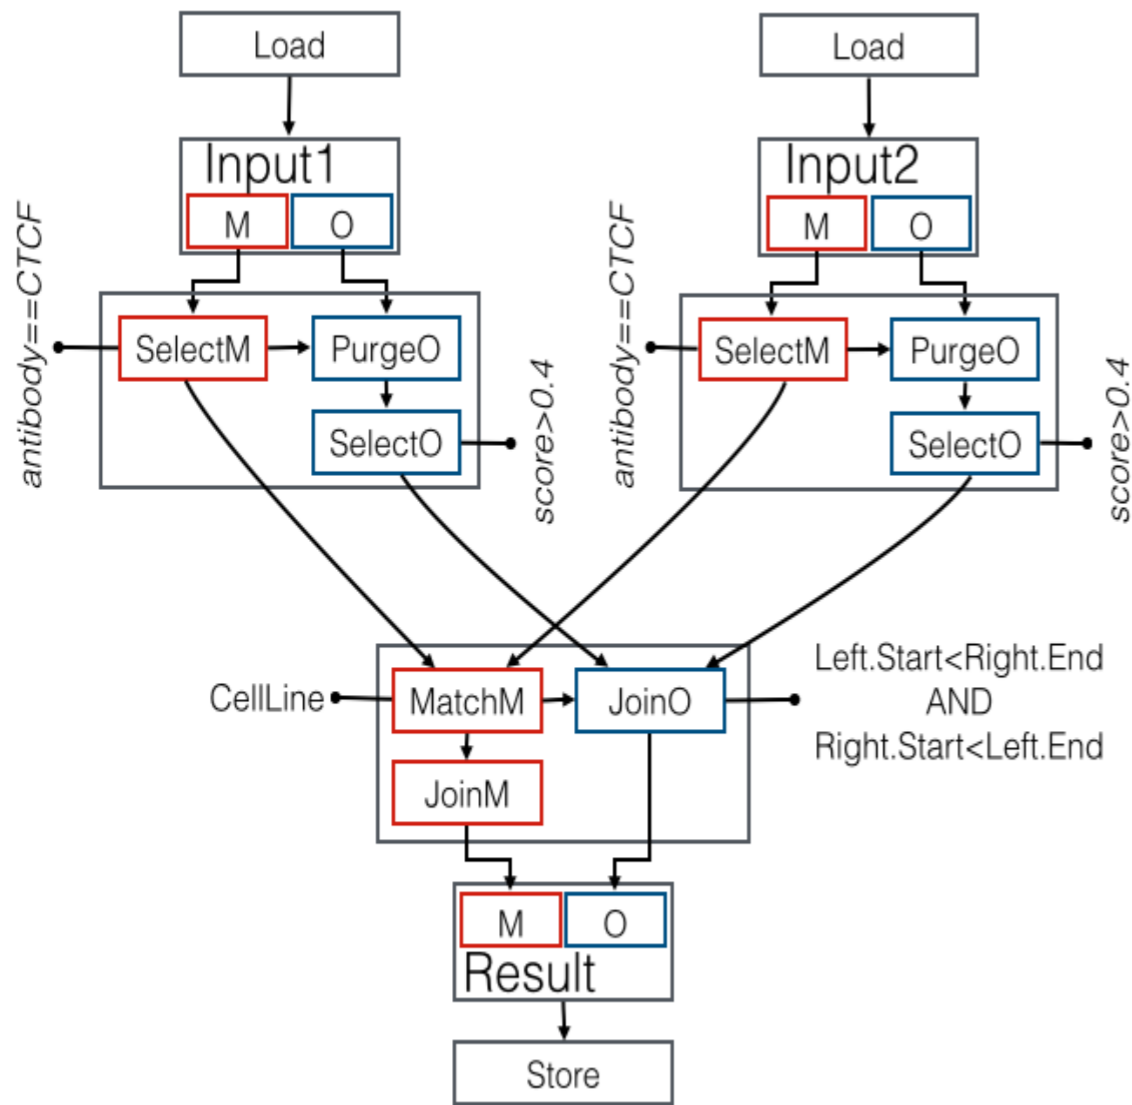 Load
Load
Input1
Input2
M
O
M
O
antibody==CTCF
antibody==CTCF
SelectM
PurgeO
SelectM
PurgeO
SelectO
score>0.4
SelectO
score>0.4
CellLine
MatchM
JoinO
Left.Start<Right.End
AND
Right.Start<Left.End
JoinM
M
O
Result
Store